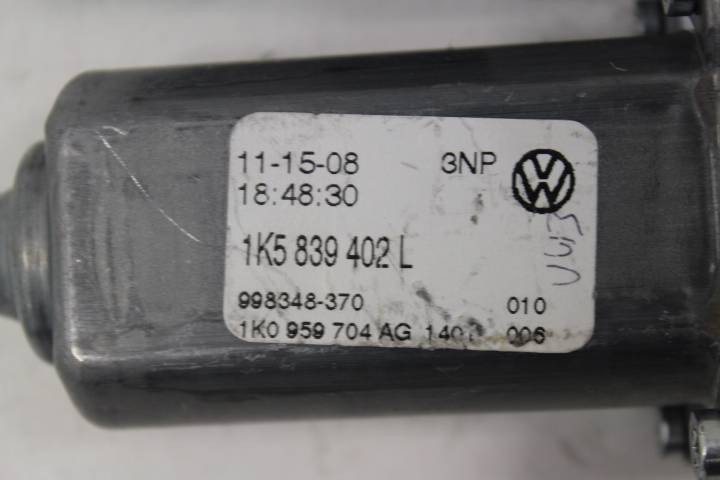 11-15-08 3NP
18:48:30
1K5 839 402 L
998348-370 010
1K0 959 704 AG 006